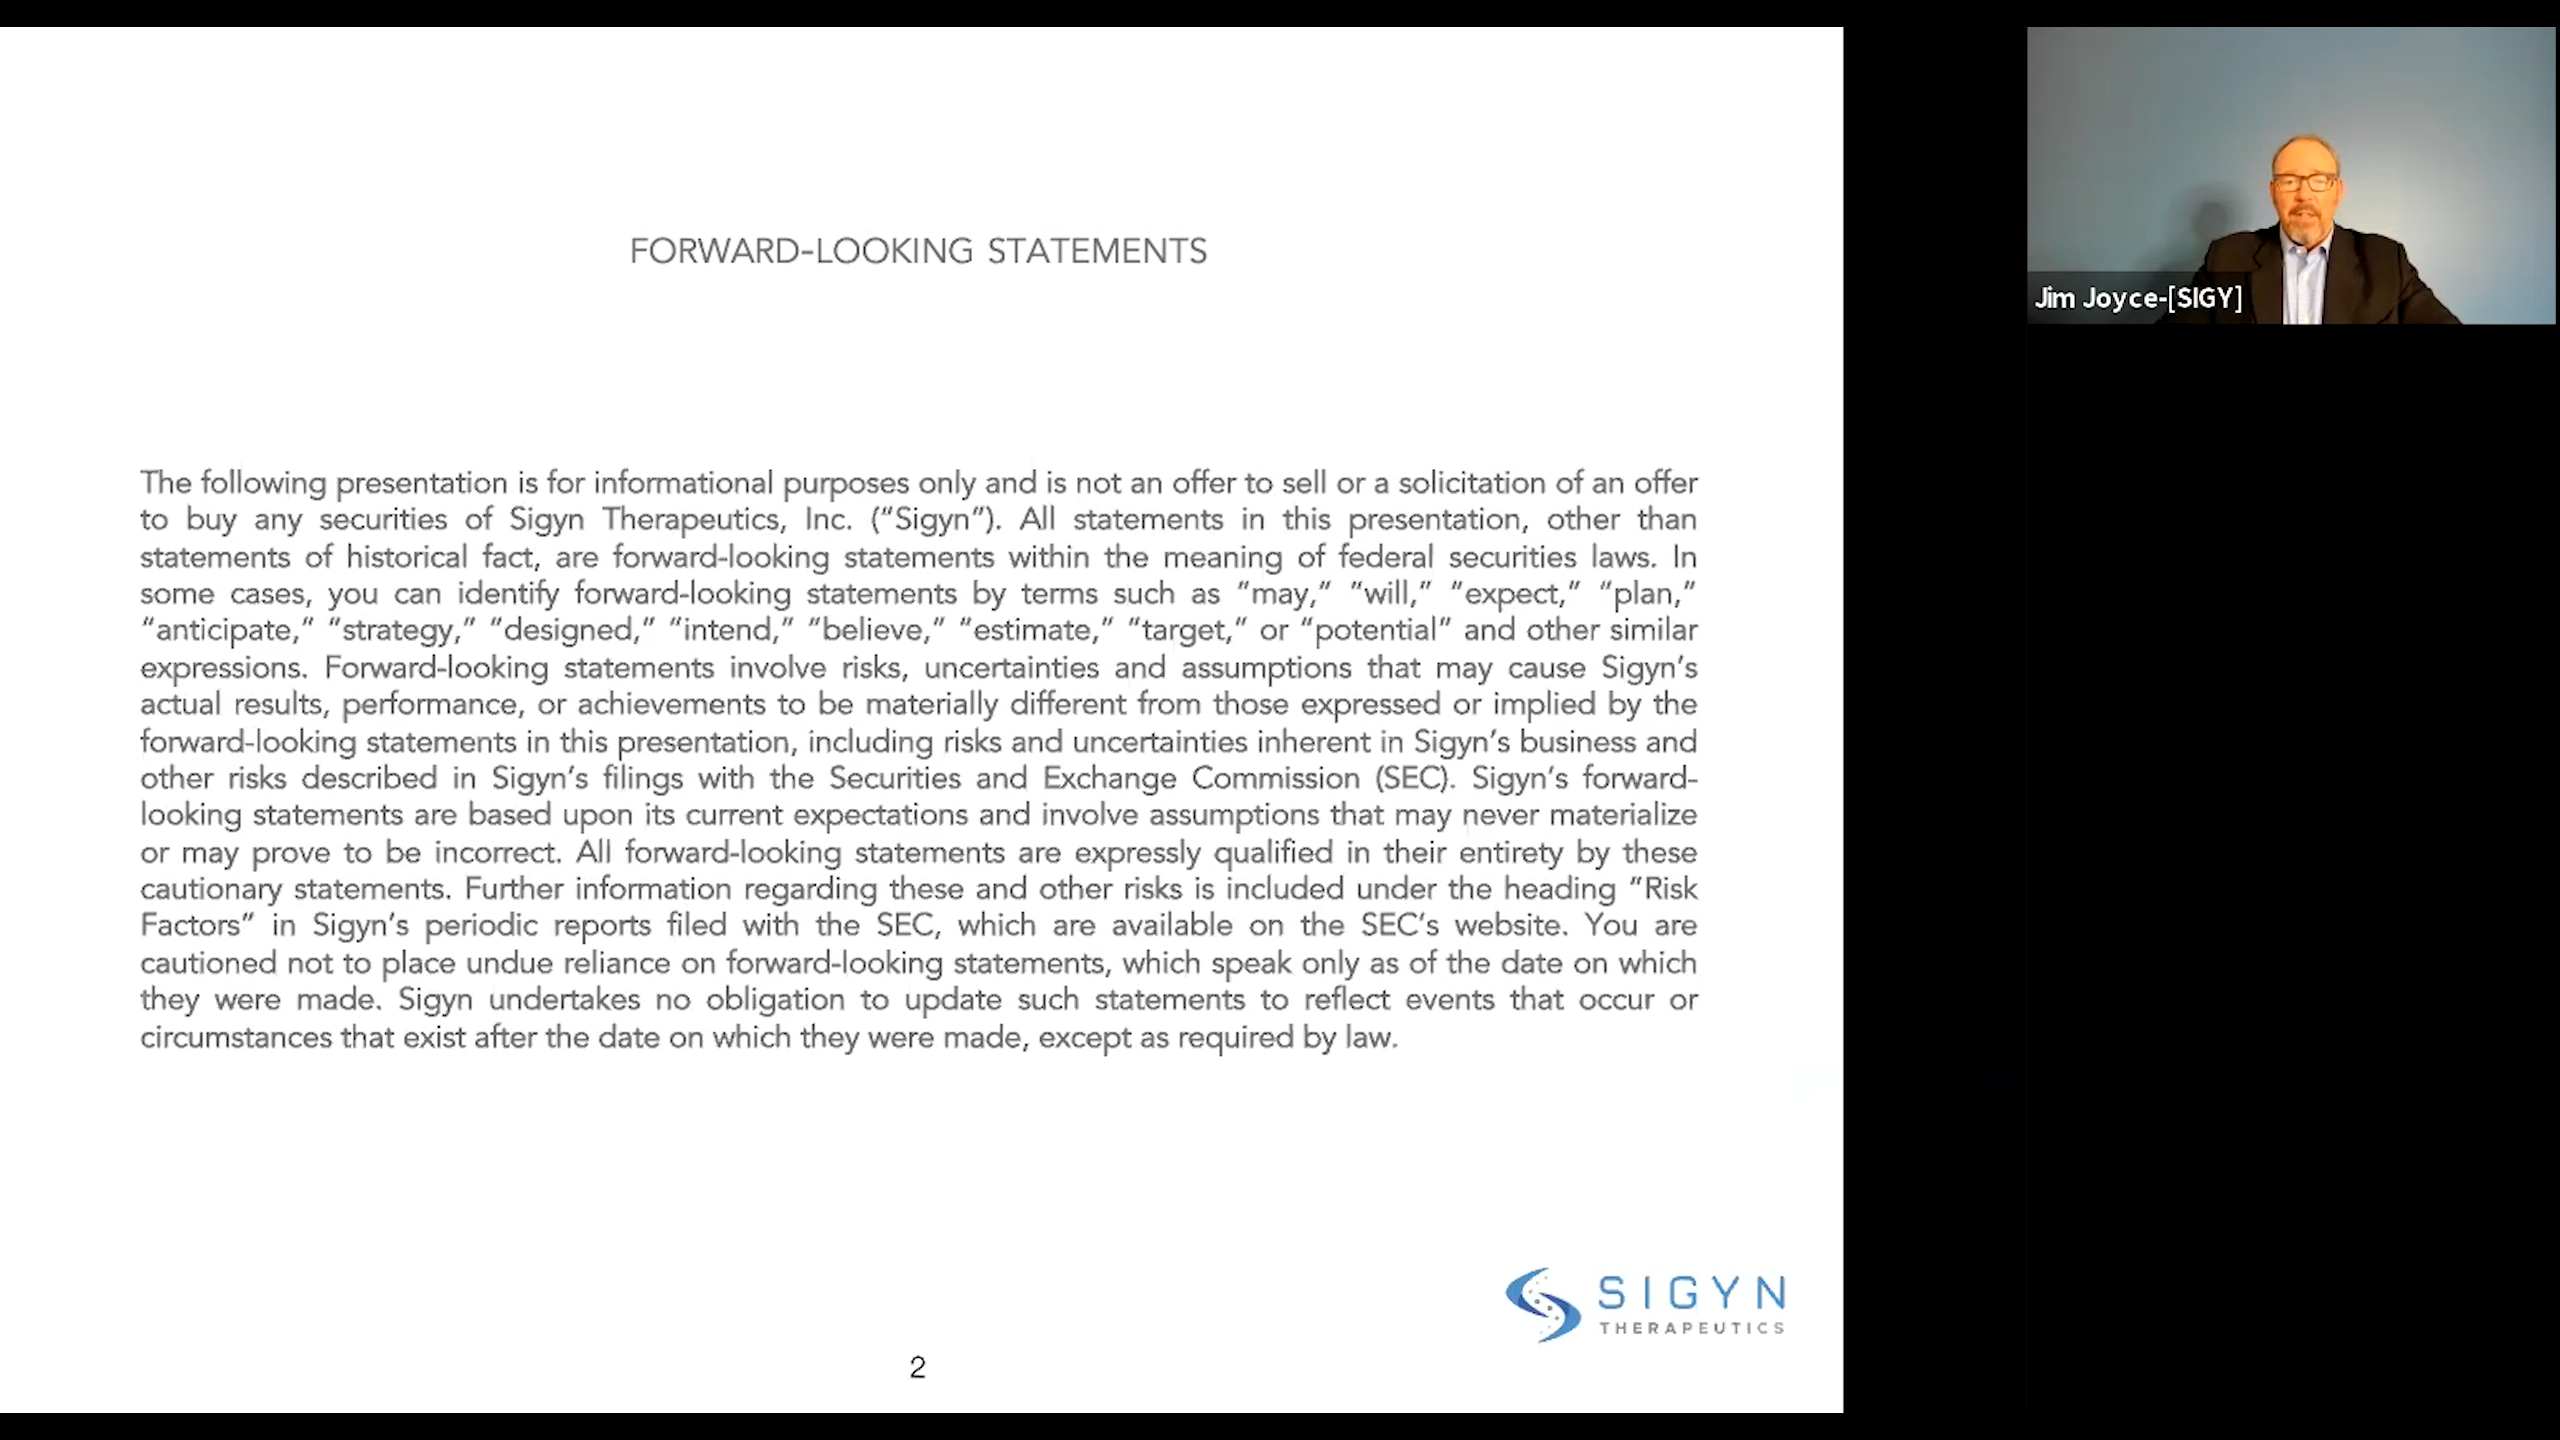 FORWARD-LOOKING STATEMENTS
The following presentation is for informational purposes only and is not an offer to sell or a solicitation of an offer
to buy any securities of Sigyn Therapeutics, Inc. (“Sigyn”). All statements in this presentation, other than
statements of historical fact, are forward-looking statements within the meaning of federal securities laws. In
some cases, you can identify forward-looking statements by terms such as “may,” “will,” “expect,” “plan,”
“anticipate,” “strategy,” “designed,” “intend,” “believe,” “estimate,” “target,” or “potential” and other similar
expressions. Forward-looking statements involve risks, uncertainties and assumptions that may cause Sigyn’s
actual results, performance, or achievements to be materially different from those expressed or implied by the
forward-looking statements in this presentation, including risks and uncertainties inherent in Sigyn’s business and
other risks described in Sigyn’s filings with the Securities and Exchange Commission (SEC). Sigyn’s forward-
looking statements are based upon its current expectations and involve assumptions that may never materialize
or may prove to be incorrect. All forward-looking statements are expressly qualified in their entirety by these
cautionary statements. Further information regarding these and other risks is included under the heading “Risk
Factors” in Sigyn’s periodic reports filed with the SEC, which are available on the SEC’s website. You are
cautioned not to place undue reliance on forward-looking statements, which speak only as of the date on which
they were made. Sigyn undertakes no obligation to update such statements to reflect events that occur or
circumstances that exist after the date on which they were made, except as required by law.
SIGYN
THERAPEUTICS
2
Jim Joyce-[SIGY]